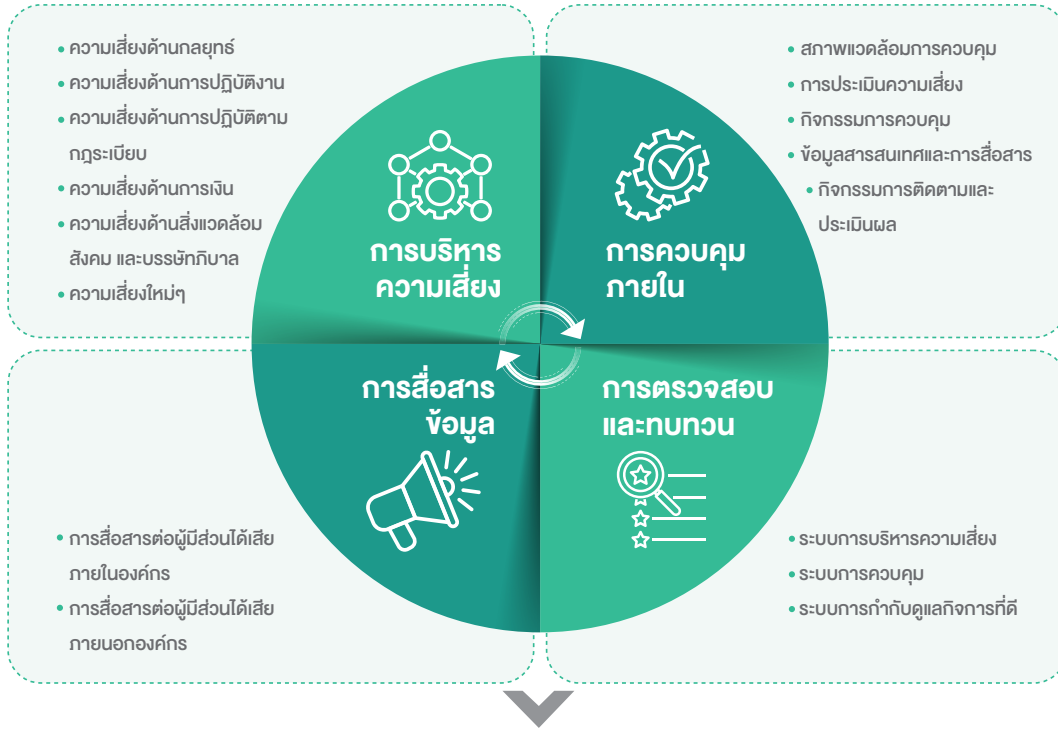 • ความเสี่ยงด้านกลยุทธ์
• ความเสี่ยงด้านการปฏิบัติงาน
• ความเสี่ยงด้านการปฏิบัติตาม
กฎระเบียบ
• ความเสี่ยงด้านการเงิน
• ความเสี่ยงด้านสิ่งแวดล้อม
สังคม และบรรษัทภิบาล
• ความเสี่ยงใหม่ๆ
การบริหาร
ความเสี่ยง
การควบคุม
ภายใน
• สภาพแวดล้อมการควบคุม
• การประเมินความเสี่ยง
• กิจกรรมการควบคุม
• ข้อมูลสารสนเทศและการสื่อสาร
• กิจกรรมการติดตามและ
ประเมินผล
การสื่อสาร
ข้อมูล
• การสื่อสารต่อผู้มีส่วนได้เสีย
ภายในองค์กร
• การสื่อสารต่อผู้มีส่วนได้เสีย
ภายนอกองค์กร
การตรวจสอบ
และทบทวน
• ระบบการบริหารความเสี่ยง
• ระบบการควบคุม
• ระบบการกำกับดูแลกิจการที่ดี